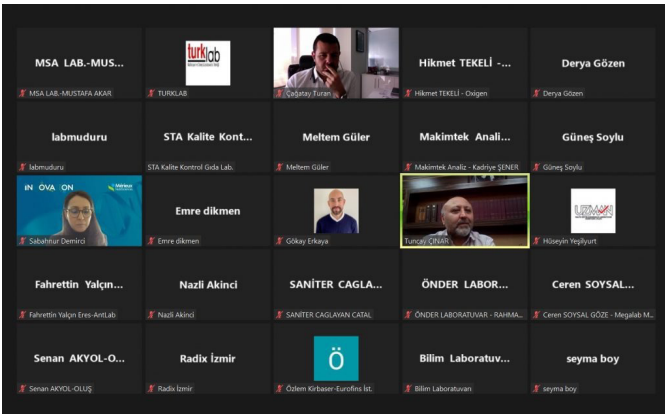 MSA LAB.-MUS...
turklab
Hikmet TEKELİ -...
Derya Gözen
MSA LAB.-MUSTAFA AKAR
TURKLAB
Çağatay Turan
Hikmet TEKELİ - Oxigen
Derya Gözen
labmuduru
STA Kalite Kont...
Meltem Güler
Makimtek Anali...
Güneş Soylu
labmuduru
STA Kalite Kontrol Gıda Lab.
Meltem Güler
Makimtek Analiz - Kadriye ŞENER
Güneş Soylu
IN OVA ON
Mérieux
Emre dikmen
UZMAN
Sabahnur Demirci
Emre dikmen
Gökay Erkaya
Tuncay ÇINAR
Hüseyin Yeşilyurt
Fahrettin Yalçın...
Nazli Akinci
SANİTER CAGLA...
ÖNDER LABOR...
Ceren SOYSAL...
Fahrettin Yalçın Eres-AntLab
Nazli Akinci
SANİTER CAGLAYAN CATAL
ÖNDER LABORATUVAR - RAHMA...
Ceren SOYSAL GÖZE - Megalab M...
Senan AKYOL-O...
Radix İzmir
Ö
Bilim Laboratuv...
seyma boy
Senan AKYOL-OLUŞ
Radix İzmir
Özlem Kirbaser-Eurofins İst.
Bilim Laboratuvarı
seyma boy